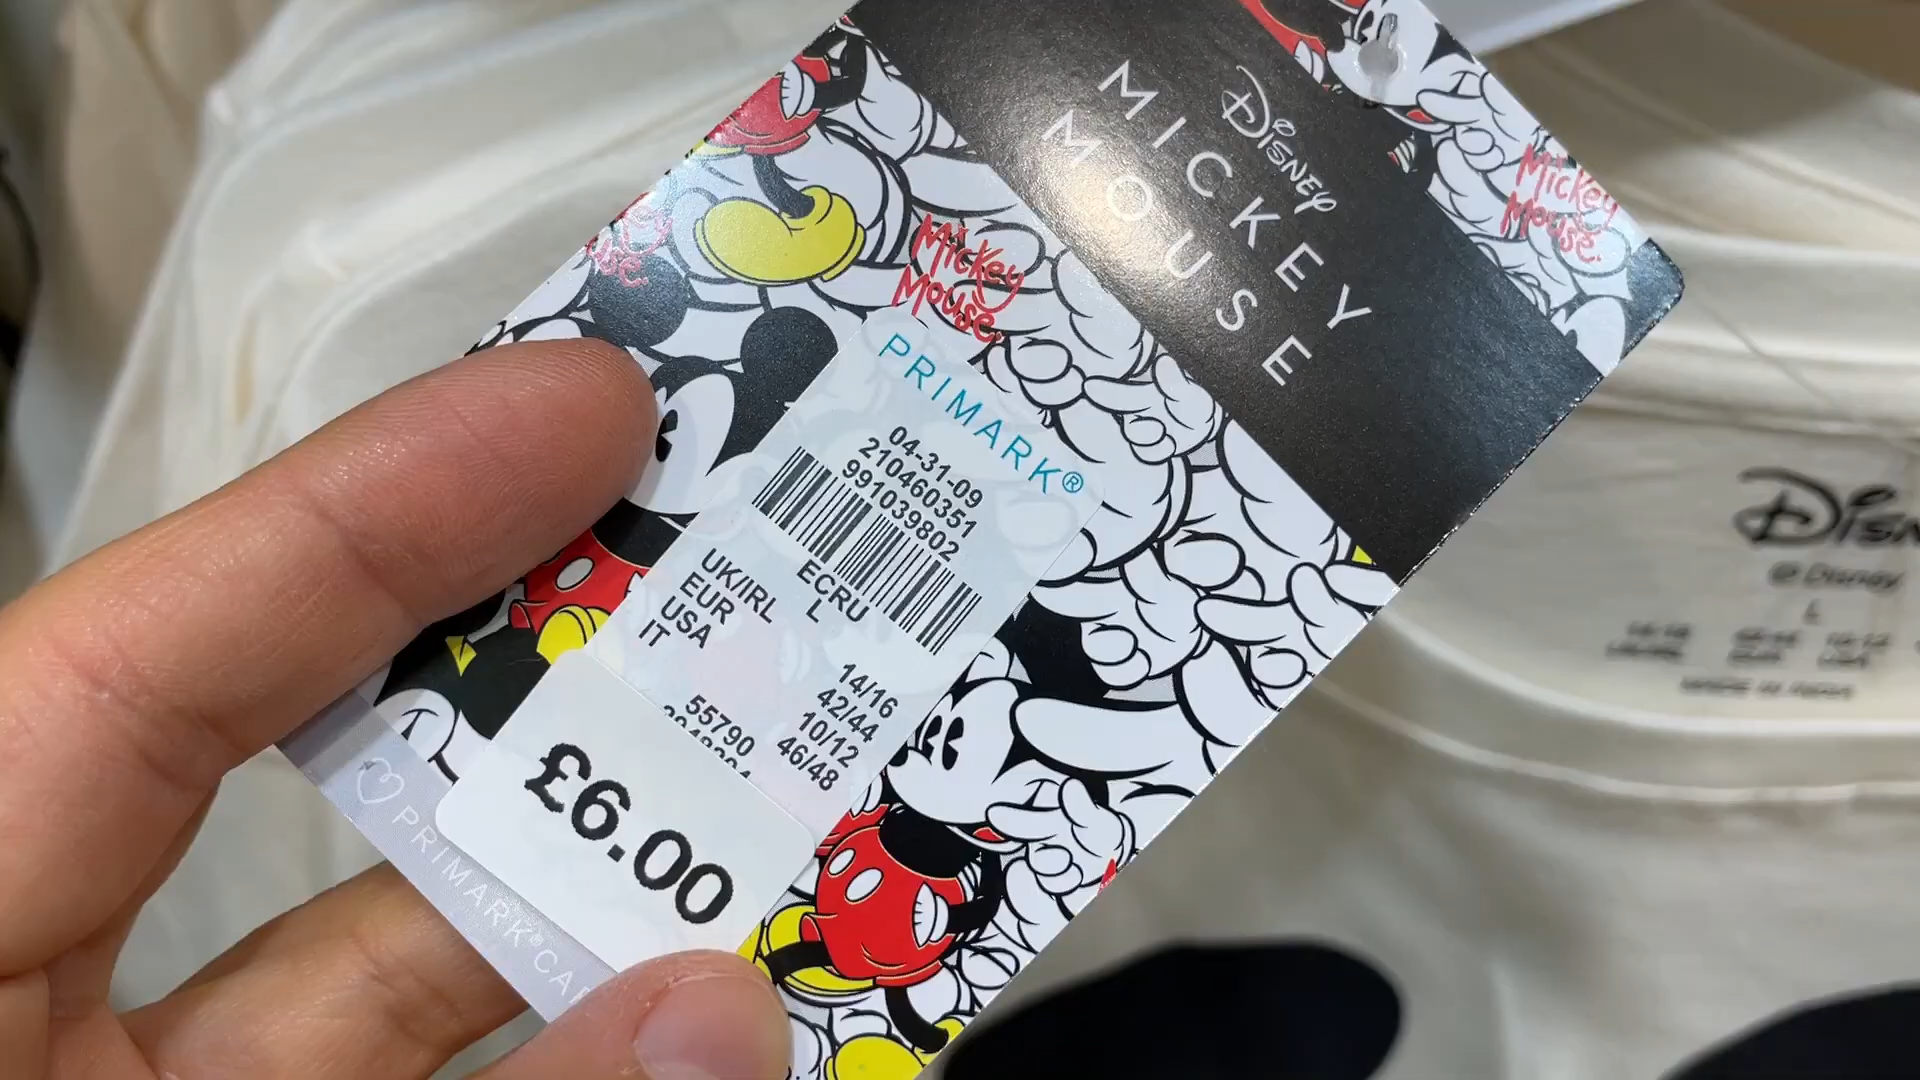 Disney
MICKEY
MOUSE
Mickey
Mouse.
Mickey
Mouse.
PRIMARK®
04-31-09
210460351
991039802
ECRU
L
UK/IRL 14/16
EUR 42/44
USA 10/12
IT 46/48
55790
£6.00
PRIMARK®
© Disney
L